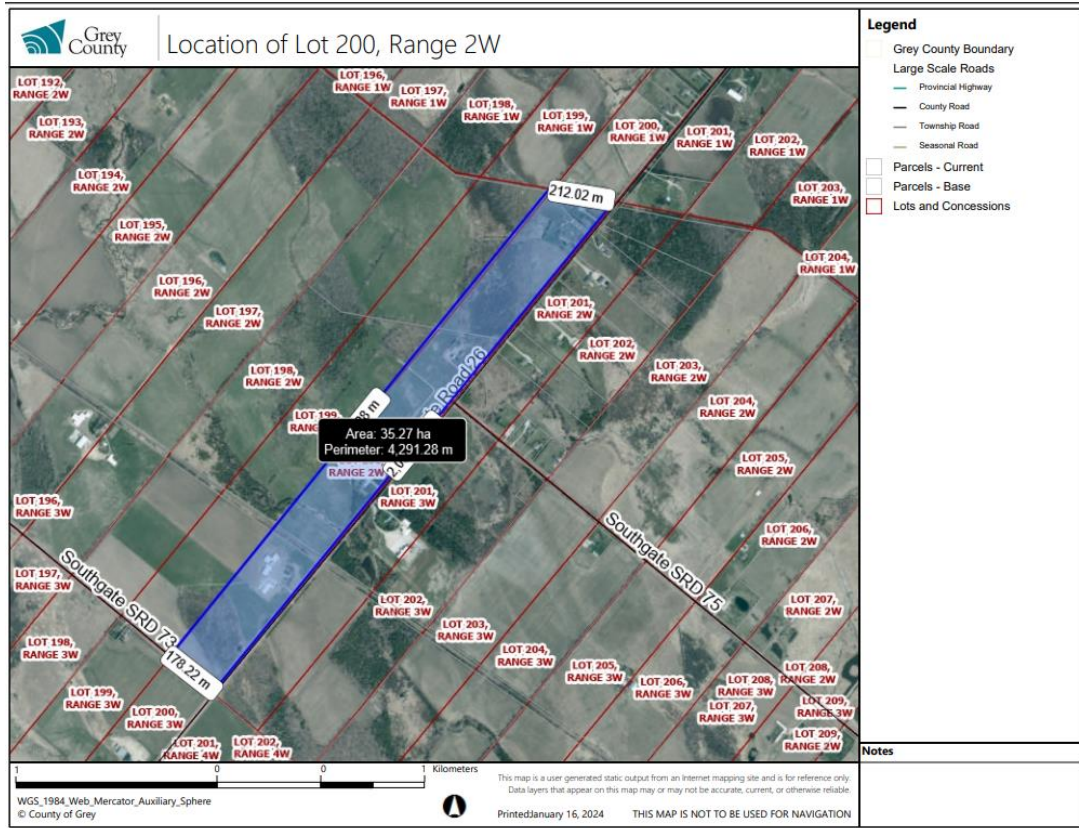 Grey
County
Location of Lot 200, Range 2W
LOT 192,
RANGE 2W
LOT 193,
RANGE 2W
LOT 194,
RANGE 2W
LOT 195,
RANGE 2W
LOT 196,
RANGE 2W
LOT 197,
RANGE 2W
LOT 198,
RANGE 2W
LOT 199,
LOT 196,
RANGE 1W
LOT 197,
RANGE 1W
LOT 198,
RANGE 1W
LOT 199,
RANGE 1W
LOT 200,
RANGE 1W
LOT 201,
RANGE 1W
LOT 202,
RANGE 1W
LOT 203,
RANGE 1W
LOT 204,
RANGE 1W
212.02 m
Road 26
Area: 35.27 ha
Perimeter: 4,291.28 m
RANGE 2W
178.22 m
LOT 201,
RANGE 2W
LOT 202,
RANGE 2W
LOT 203,
RANGE 2W
LOT 204,
RANGE 2W
LOT 205,
RANGE 2W
LOT 206,
RANGE 2W
LOT 207,
RANGE 2W
LOT 208,
RANGE 2W
LOT 209,
RANGE 3W
LOT 209,
RANGE 2W
Southgate SRD 75
Southgate SRD 73
LOT 196,
RANGE 3W
LOT 197,
RANGE 3W
LOT 198,
RANGE 3W
LOT 199,
RANGE 3W
LOT 200,
RANGE 3W
LOT 201,
RANGE 4W
LOT 202,
RANGE 4W
LOT 201,
RANGE 3W
LOT 202,
RANGE 3W
LOT 203,
RANGE 3W
LOT 204,
RANGE 3W
LOT 205,
RANGE 3W
LOT 206,
RANGE 3W
LOT 208,
RANGE 3W
LOT 207,
RANGE 3W
Legend
Grey County Boundary
Large Scale Roads
Provincial Highway
County Road
Township Road
Seasonal Road
Parcels - Current
Parcels - Base
Lots and Concessions
Notes
1 0 0 1 Kilometers
WGS_1984_Web_Mercator_Auxiliary_Sphere
© County of Grey
This map is a user generated static output from an Internet mapping site and is for reference only.
Data layers that appear on this map may or may not be accurate, current, or otherwise reliable.
Printed:January 16, 2024 THIS MAP IS NOT TO BE USED FOR NAVIGATION